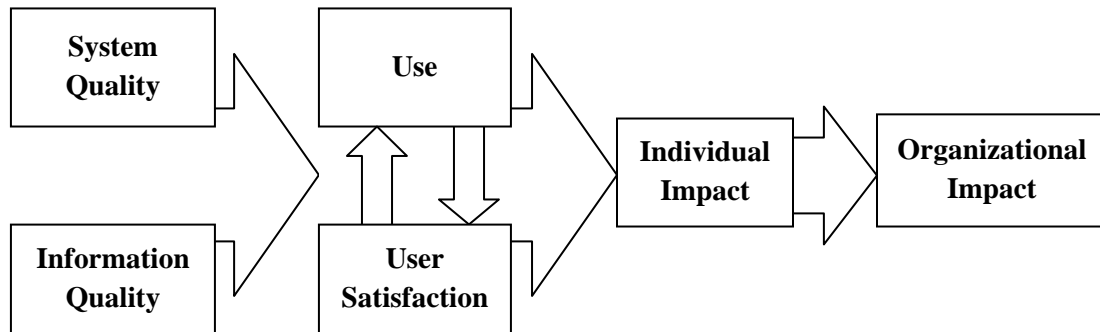 System
Quality
Use
Individual
Impact
Organizational
Impact
Information
Quality
User
Satisfaction